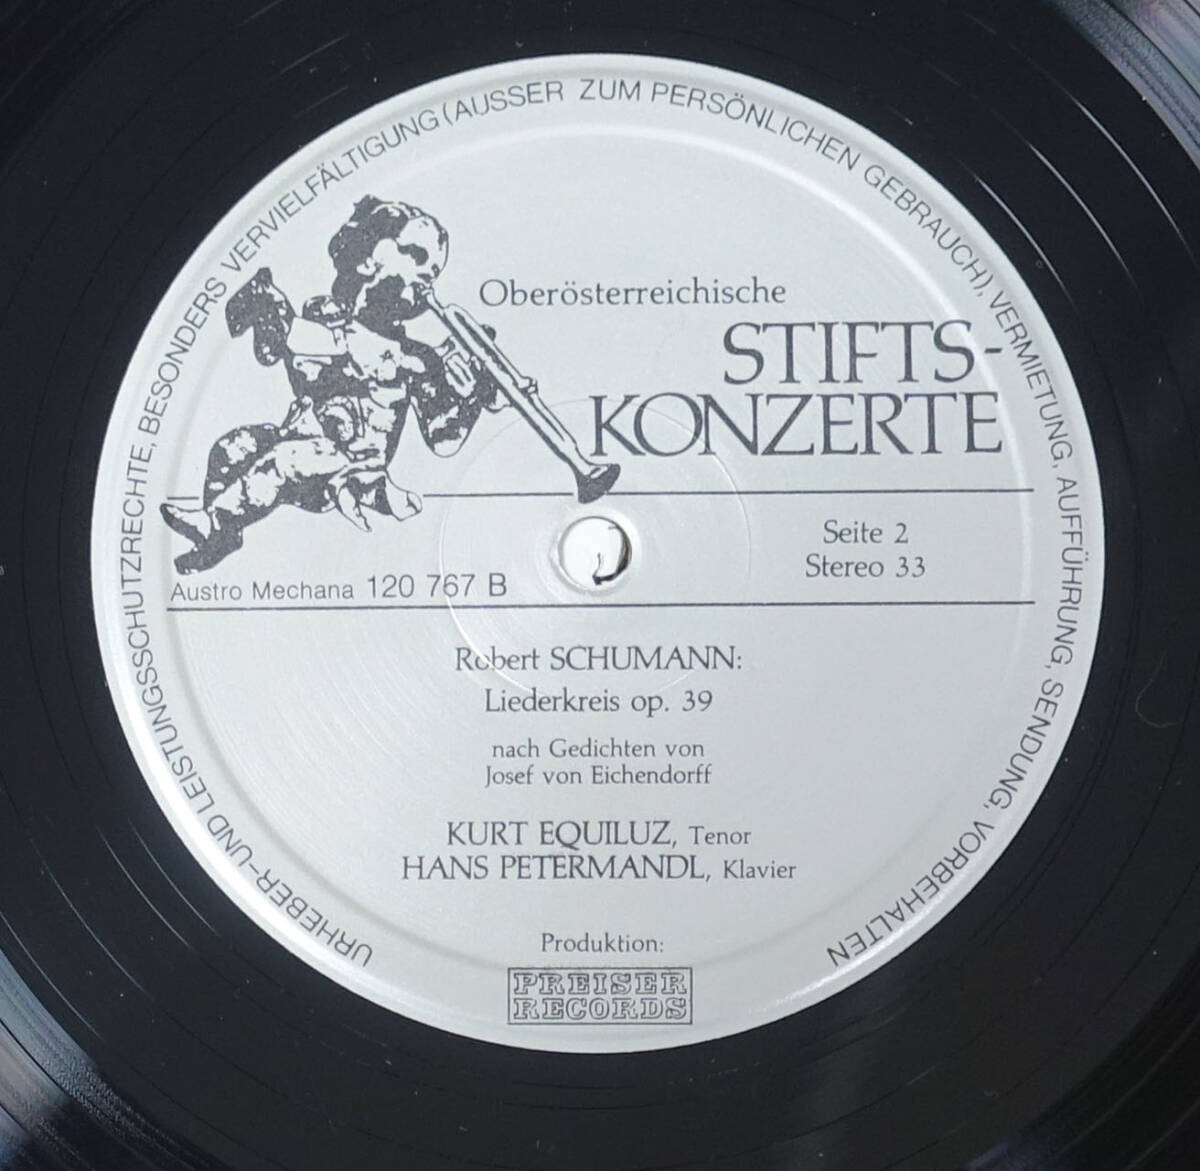 URHEBER-UND LEISTUNGSSCHUTZRECHTE, BESONDERS VERVIELFÄLTIGUNG (AUSSER ZUM PERSÖNLICHEN GEBRAUCH), VERMIETUNG, AUFFÜHRUNG, SENDUNG, VORBEHALTEN
Oberösterreichische
STIFTS-
KONZERTE
Seite 2
Stereo 33
Austro Mechana 120 767 B
Robert SCHUMANN:
Liederkreis op. 39
nach Gedichten von
Josef von Eichendorff
KURT EQUILUZ, Tenor
HANS PETERMANDL, Klavier
Produktion:
PREISER
RECORDS